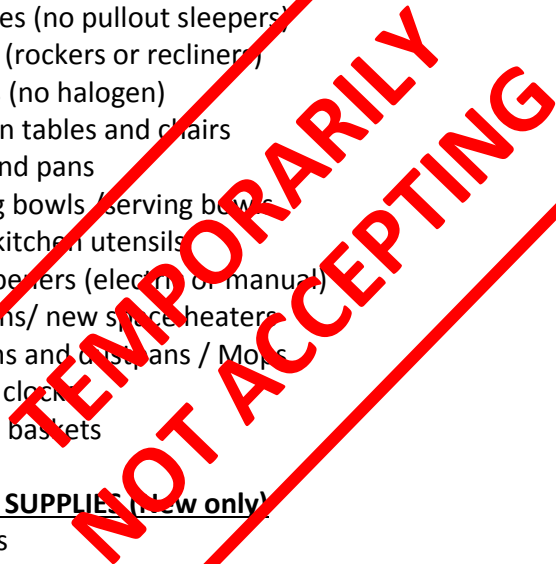 es (no pullout sleepers)
(rockers or recliners)
(no halogen)
n tables and chairs
nd pans
g bowls /serving bowls
kitchen utensils
peners (electric or manual)
ns/ new space heaters
ns and dustpans / Mops
clocks
baskets
SUPPLIES (New only)
s
TEMPORARILY
NOT ACCEPTING